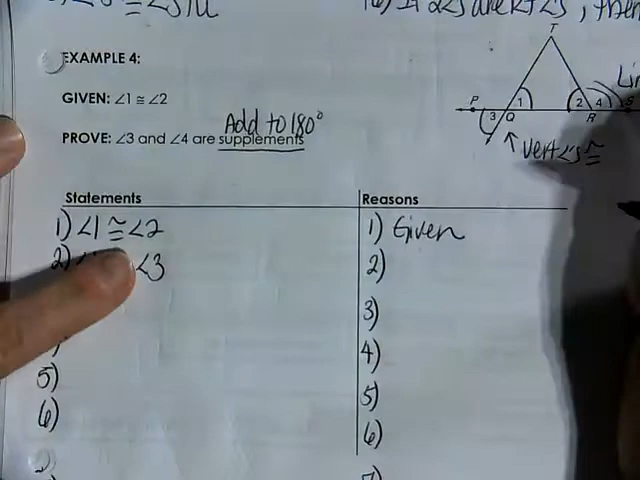 EXAMPLE 4:
GIVEN: ∠1 ≅ ∠2
PROVE: ∠3 and ∠4 are supplements
Add to 180°
T
P
3
Q
1
2
4
R
S
vert ∠s ≅
Statements
Reasons
1) ∠1 ≅ ∠2
1) Given
2) ∠3
2)
3)
4)
5)
5)
6)
6)
7)